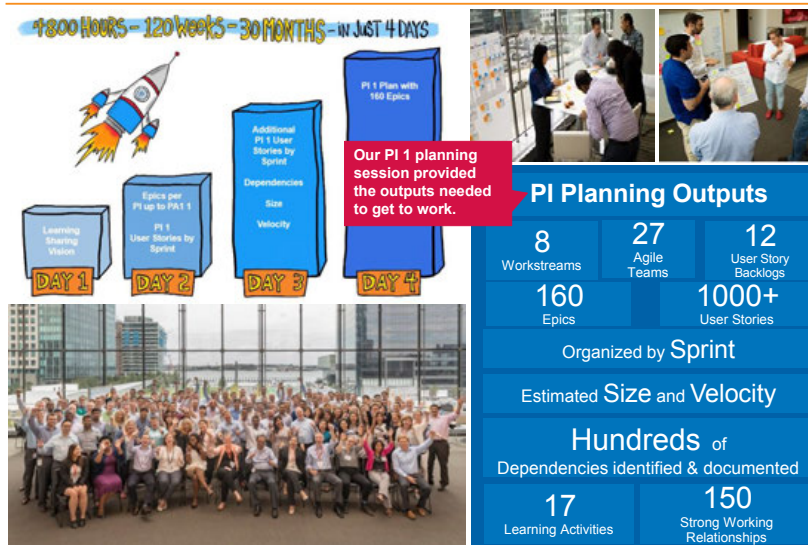 4800 HOURS – 120 WEEKS – 30 MONTHS – IN JUST 4 DAYS
Learning
Sharing
Vision
DAY 1
Epics per
PI up to PA1 1
PI 1
User Stories by
Sprint
DAY 2
Additional
PI 1 User
Stories by
Sprint
Dependencies
Size
Velocity
DAY 3
PI 1 Plan with
160 Epics
DAY 4
Our PI 1 planning
session provided
the outputs needed
to get to work.
PI Planning Outputs
8
Workstreams
27
Agile
Teams
12
User Story
Backlogs
160
Epics
1000+
User Stories
Organized by Sprint
Estimated Size and Velocity
Hundreds of
Dependencies identified & documented
17
Learning Activities
150
Strong Working
Relationships